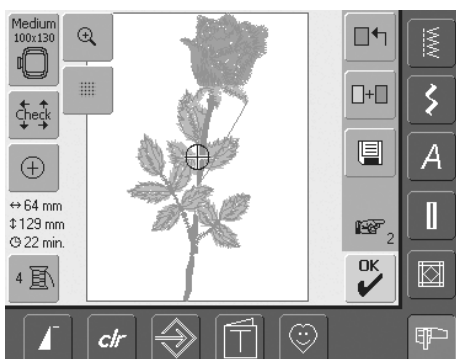 Medium
100x130
Check
↔ 64 mm
↕ 129 mm
22 min.
4
2
OK
A
clr
T